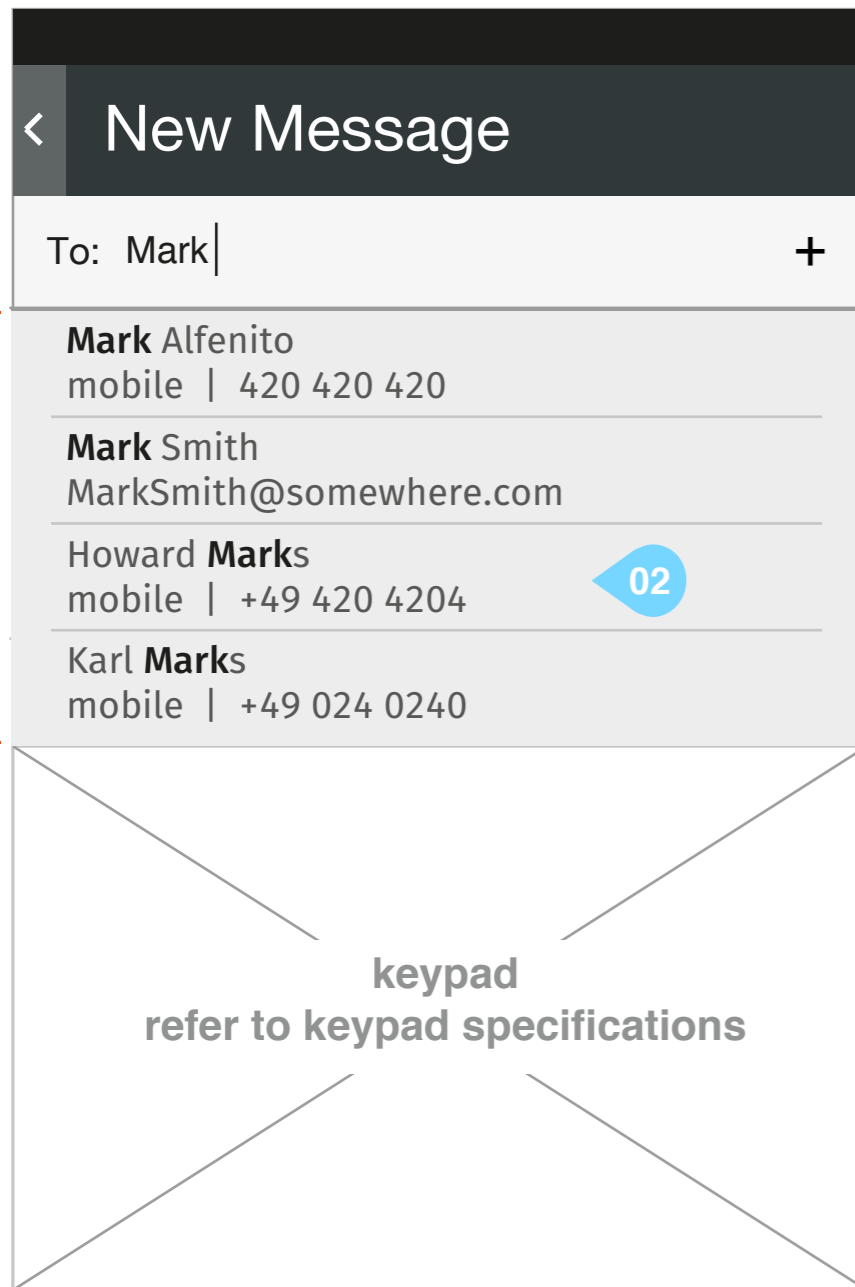 New Message
To: Mark +
Mark Alfenito
mobile | 420 420 420
Mark Smith
MarkSmith@somewhere.com
Howard Marks
mobile | +49 420 4204
02
Karl Marks
mobile | +49 024 0240
keypad
refer to keypad specifications